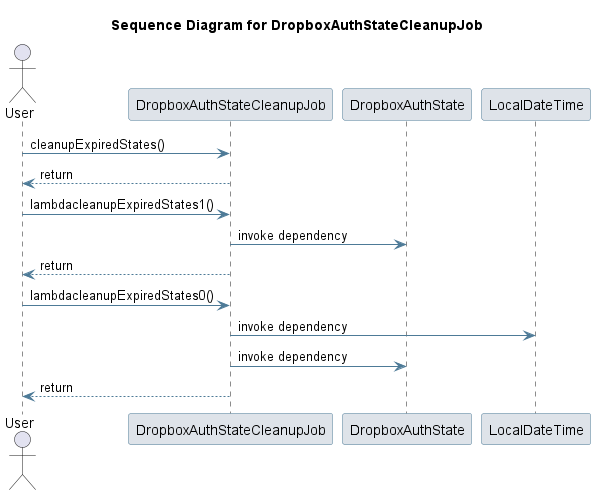 Sequence Diagram for DropboxAuthStateCleanupJob
User
DropboxAuthStateCleanupJob
DropboxAuthState
LocalDateTime
cleanupExpiredStates()
return
lambdacleanupExpiredStates1()
invoke dependency
return
lambdacleanupExpiredStates0()
invoke dependency
invoke dependency
return
User
DropboxAuthStateCleanupJob
DropboxAuthState
LocalDateTime